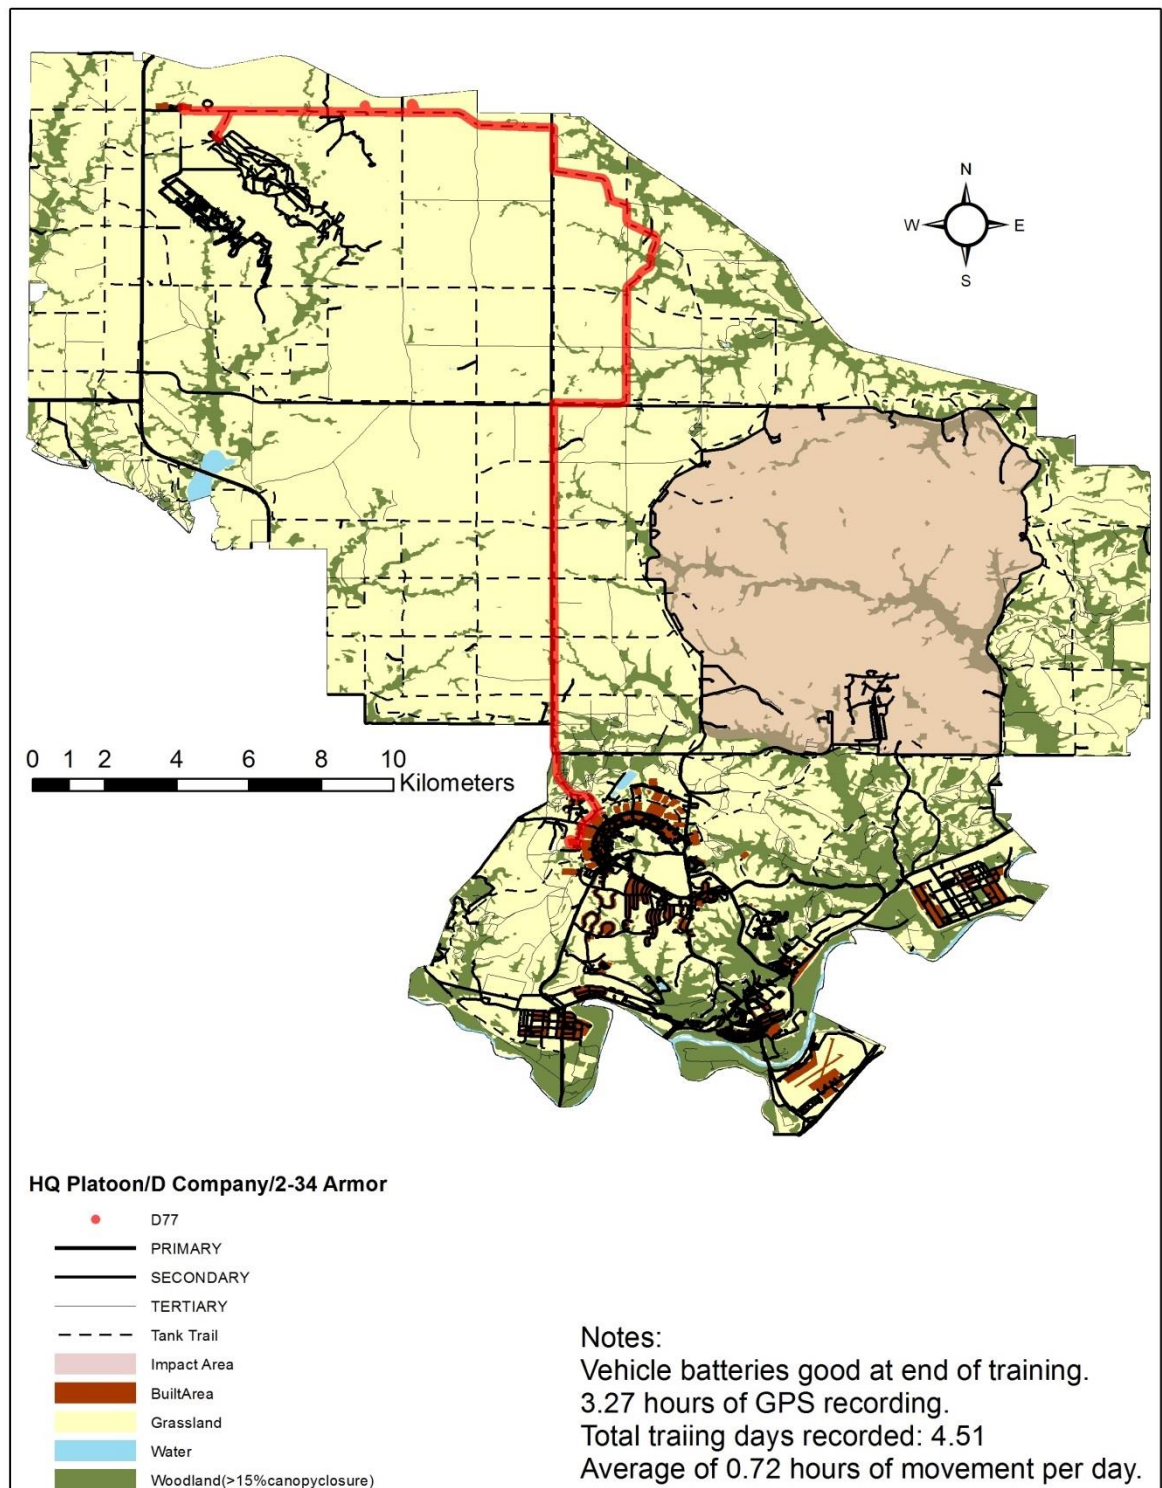 N
W E
S
0 1 2 4 6 8 10
Kilometers
HQ Platoon/D Company/2-34 Armor
D77
PRIMARY
SECONDARY
TERTIARY
Tank Trail
Impact Area
BuiltArea
Grassland
Water
Woodland(>15%canopyclosure)
Notes:
Vehicle batteries good at end of training.
3.27 hours of GPS recording.
Total traiing days recorded: 4.51
Average of 0.72 hours of movement per day.